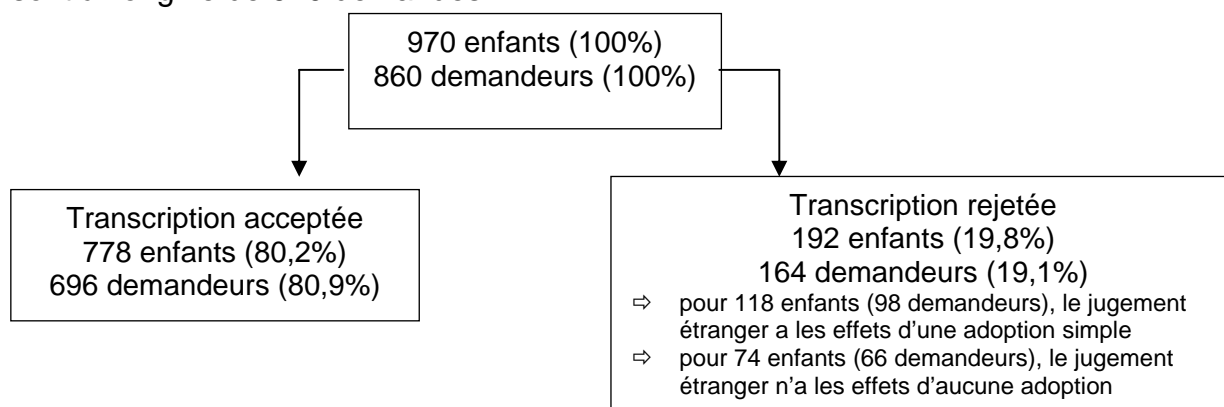 970 enfants (100%)
860 demandeurs (100%)
Transcription acceptée
778 enfants (80,2%)
696 demandeurs (80,9%)
Transcription rejetée
192 enfants (19,8%)
164 demandeurs (19,1%)
⇨ pour 118 enfants (98 demandeurs), le jugement
étranger a les effets d’une adoption simple
⇨ pour 74 enfants (66 demandeurs), le jugement
étranger n’a les effets d’aucune adoption